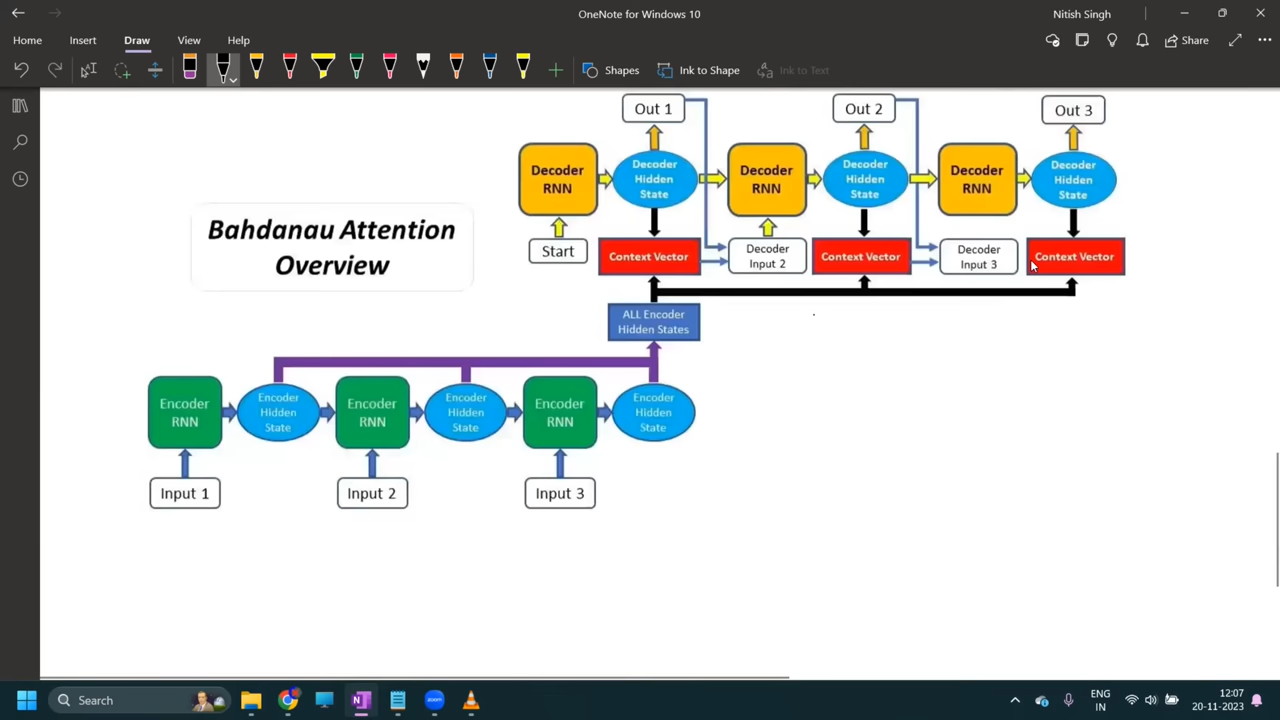 OneNote for Windows 10
Nitish Singh
Home
Insert
Draw
View
Help
Share
Shapes
Ink to Shape
Ink to Text
Out 1
Out 2
Out 3
Decoder
RNN
Decoder
Hidden
State
Decoder
RNN
Decoder
Hidden
State
Decoder
RNN
Decoder
Hidden
State
Bahdanau Attention
Overview
Start
Context Vector
Decoder
Input 2
Context Vector
Decoder
Input 3
Context Vector
ALL Encoder
Hidden States
Encoder
RNN
Encoder
Hidden
State
Encoder
RNN
Encoder
Hidden
State
Encoder
RNN
Encoder
Hidden
State
Input 1
Input 2
Input 3
Search
zoom
ENG
IN
12:07
20-11-2023